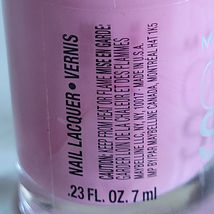 NAIL LACQUER • VERNIS
CAUTION: KEEP FROM HEAT OR FLAME. MISE EN GARDE:
GARDER LOIN DE LA CHALEUR ET DES FLAMMES
MAYBELLINE LLC, NY, NY, 10017 - MADE IN U.S.A.
IMP BY/PAR MAYBELLINE CANADA, MONTRÉAL H4T 1K5
.23 FL. OZ. 7 ml